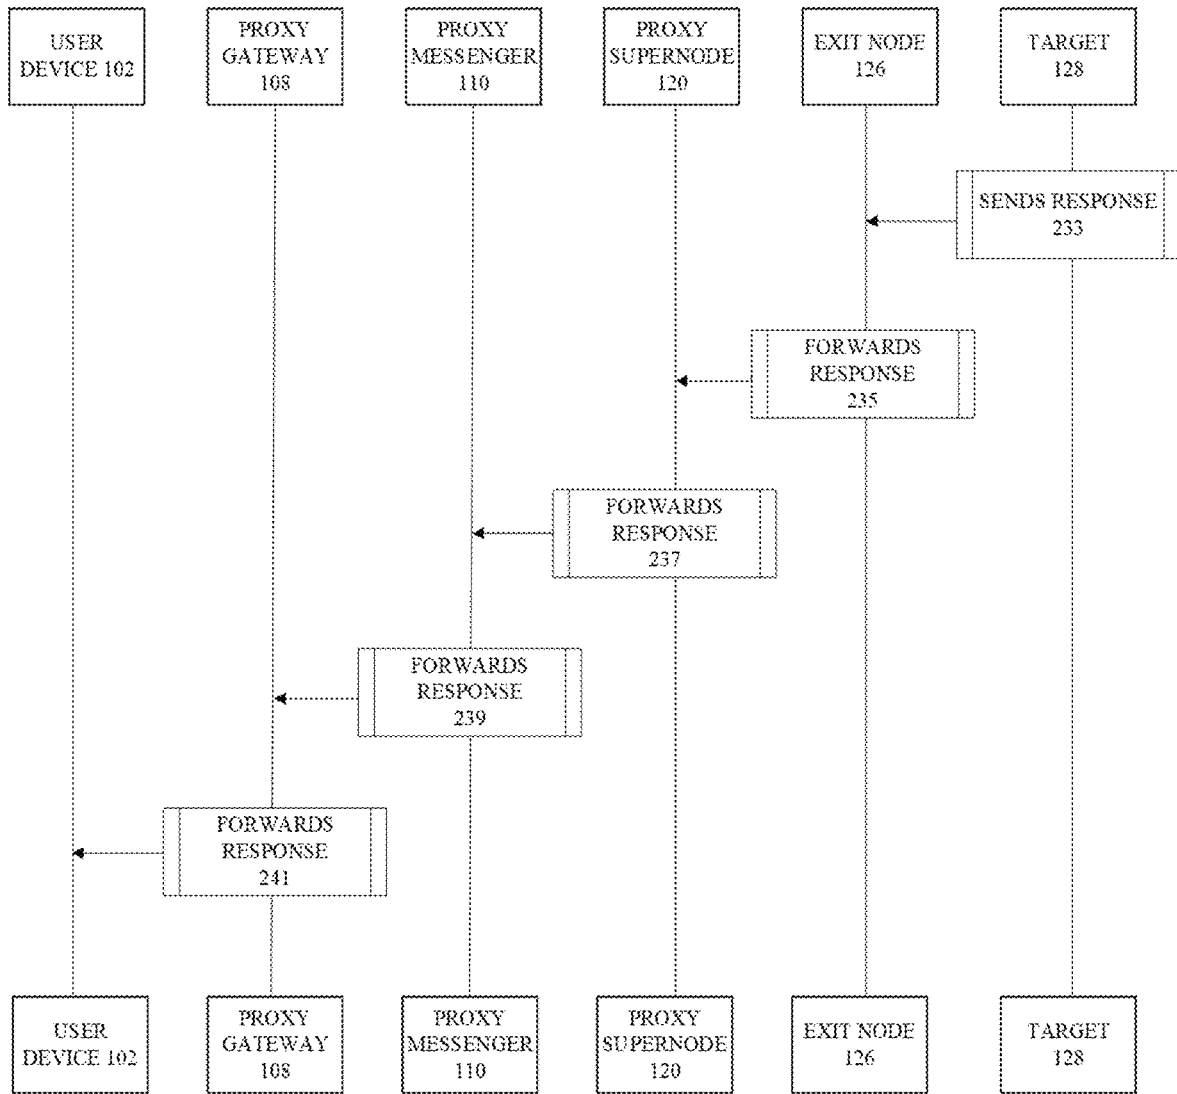 USER
DEVICE 102
PROXY
GATEWAY
108
PROXY
MESSENGER
110
PROXY
SUPERNODE
120
EXIT NODE
126
TARGET
128
SENDS RESPONSE
233
FORWARDS
RESPONSE
235
FORWARDS
RESPONSE
237
FORWARDS
RESPONSE
239
FORWARDS
RESPONSE
241
USER
DEVICE 102
PROXY
GATEWAY
108
PROXY
MESSENGER
110
PROXY
SUPERNODE
120
EXIT NODE
126
TARGET
128